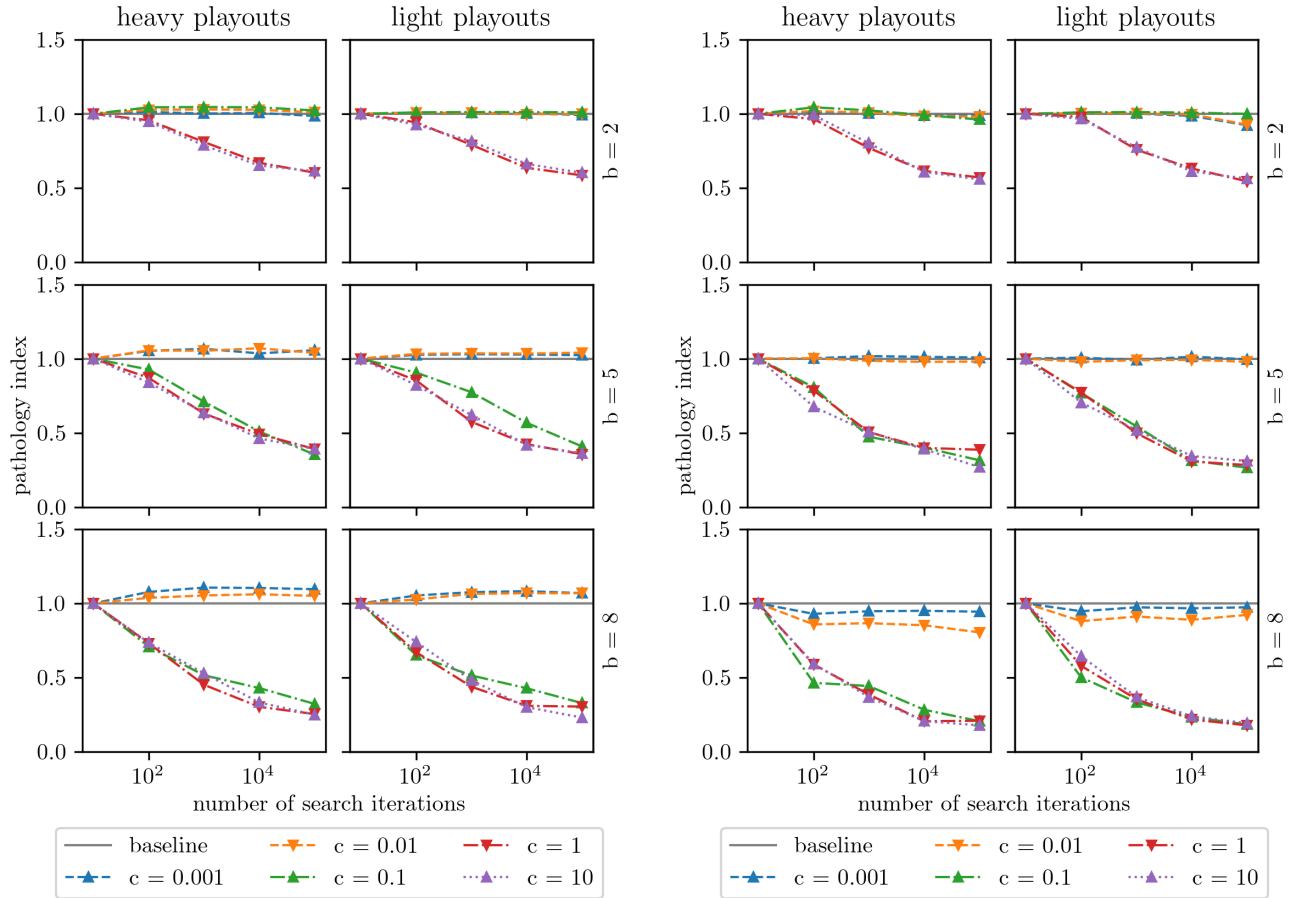 heavy playouts light playouts heavy playouts light playouts
1.5 1.5
1.0 1.0
0.5 0.5
0.0 0.0
b = 2 b = 2
1.5 1.5
1.0 1.0
0.5 0.5
0.0 0.0
pathology index pathology index
b = 5 b = 5
1.5 1.5
1.0 1.0
0.5 0.5
0.0 0.0
b = 8 b = 8
10² 10⁴ 10² 10⁴ 10² 10⁴ 10² 10⁴
number of search iterations number of search iterations
baseline c = 0.01 c = 1 baseline c = 0.01 c = 1
c = 0.001 c = 0.1 c = 10 c = 0.001 c = 0.1 c = 10